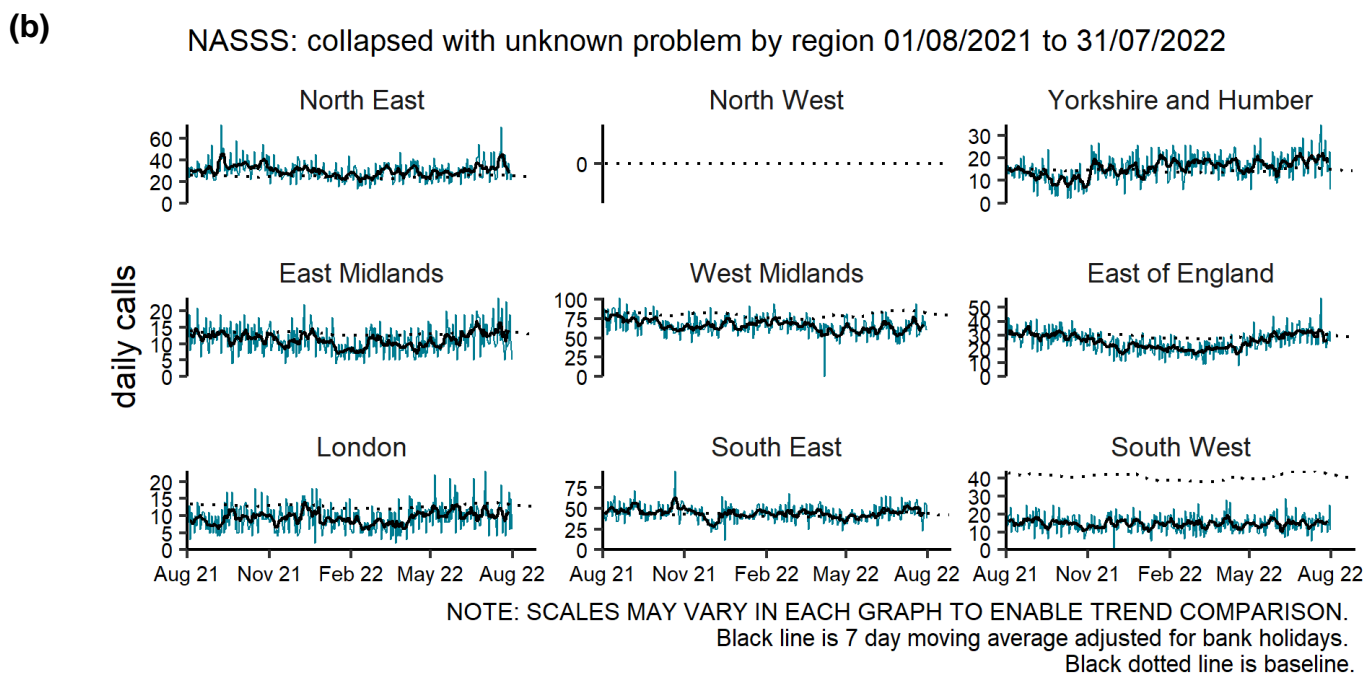 (b)
NASSS: collapsed with unknown problem by region 01/08/2021 to 31/07/2022
North East
North West
Yorkshire and Humber
60
40
20
0
0
30
20
10
0
daily calls
East Midlands
West Midlands
East of England
20
15
10
5
0
100
75
50
25
0
50
40
30
20
10
0
London
South East
South West
20
15
10
5
0
75
50
25
0
40
30
20
10
0
Aug 21 Nov 21 Feb 22 May 22 Aug 22
Aug 21 Nov 21 Feb 22 May 22 Aug 22
Aug 21 Nov 21 Feb 22 May 22 Aug 22
NOTE: SCALES MAY VARY IN EACH GRAPH TO ENABLE TREND COMPARISON.
Black line is 7 day moving average adjusted for bank holidays.
Black dotted line is baseline.